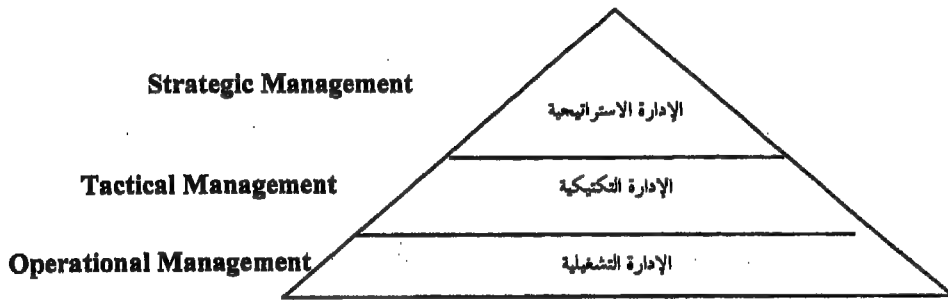 Strategic Management
الإدارة الاستراتيجية
Tactical Management
الإدارة التكتيكية
Operational Management
الإدارة التشغيلية